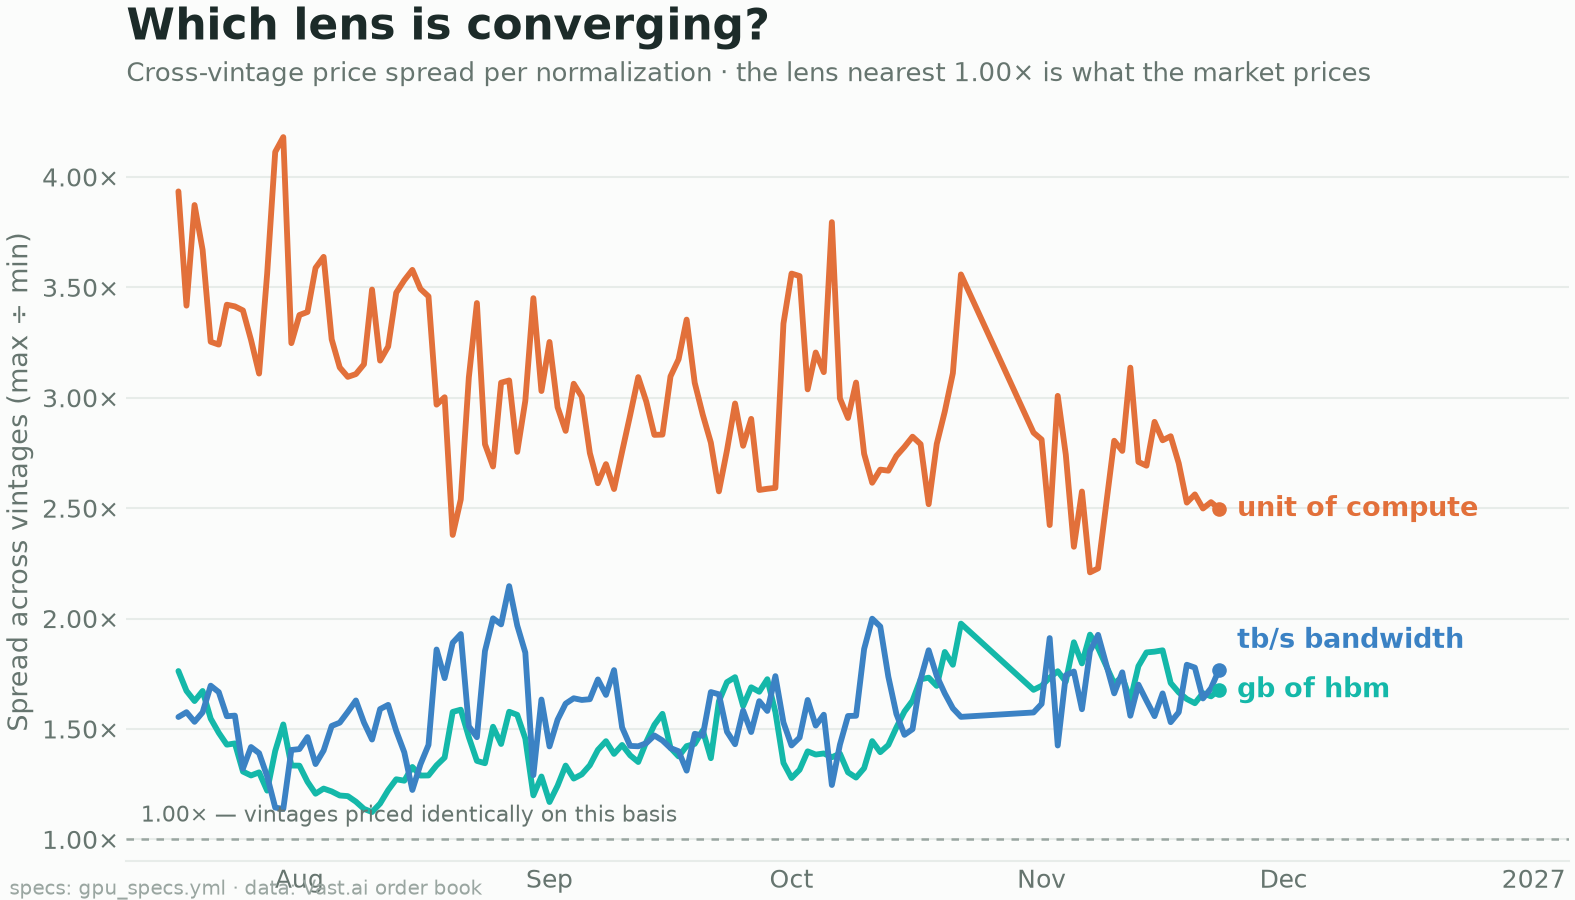 Which lens is converging?
Cross-vintage price spread per normalization · the lens nearest 1.00× is what the market prices
Spread across vintages (max ÷ min)
4.00×
3.50×
3.00×
2.50×
2.00×
1.50×
1.00×
unit of compute
tb/s bandwidth
gb of hbm
1.00× — vintages priced identically on this basis
Aug
Sep
Oct
Nov
Dec
2027
specs: gpu_specs.yml · data: Vast.ai order book